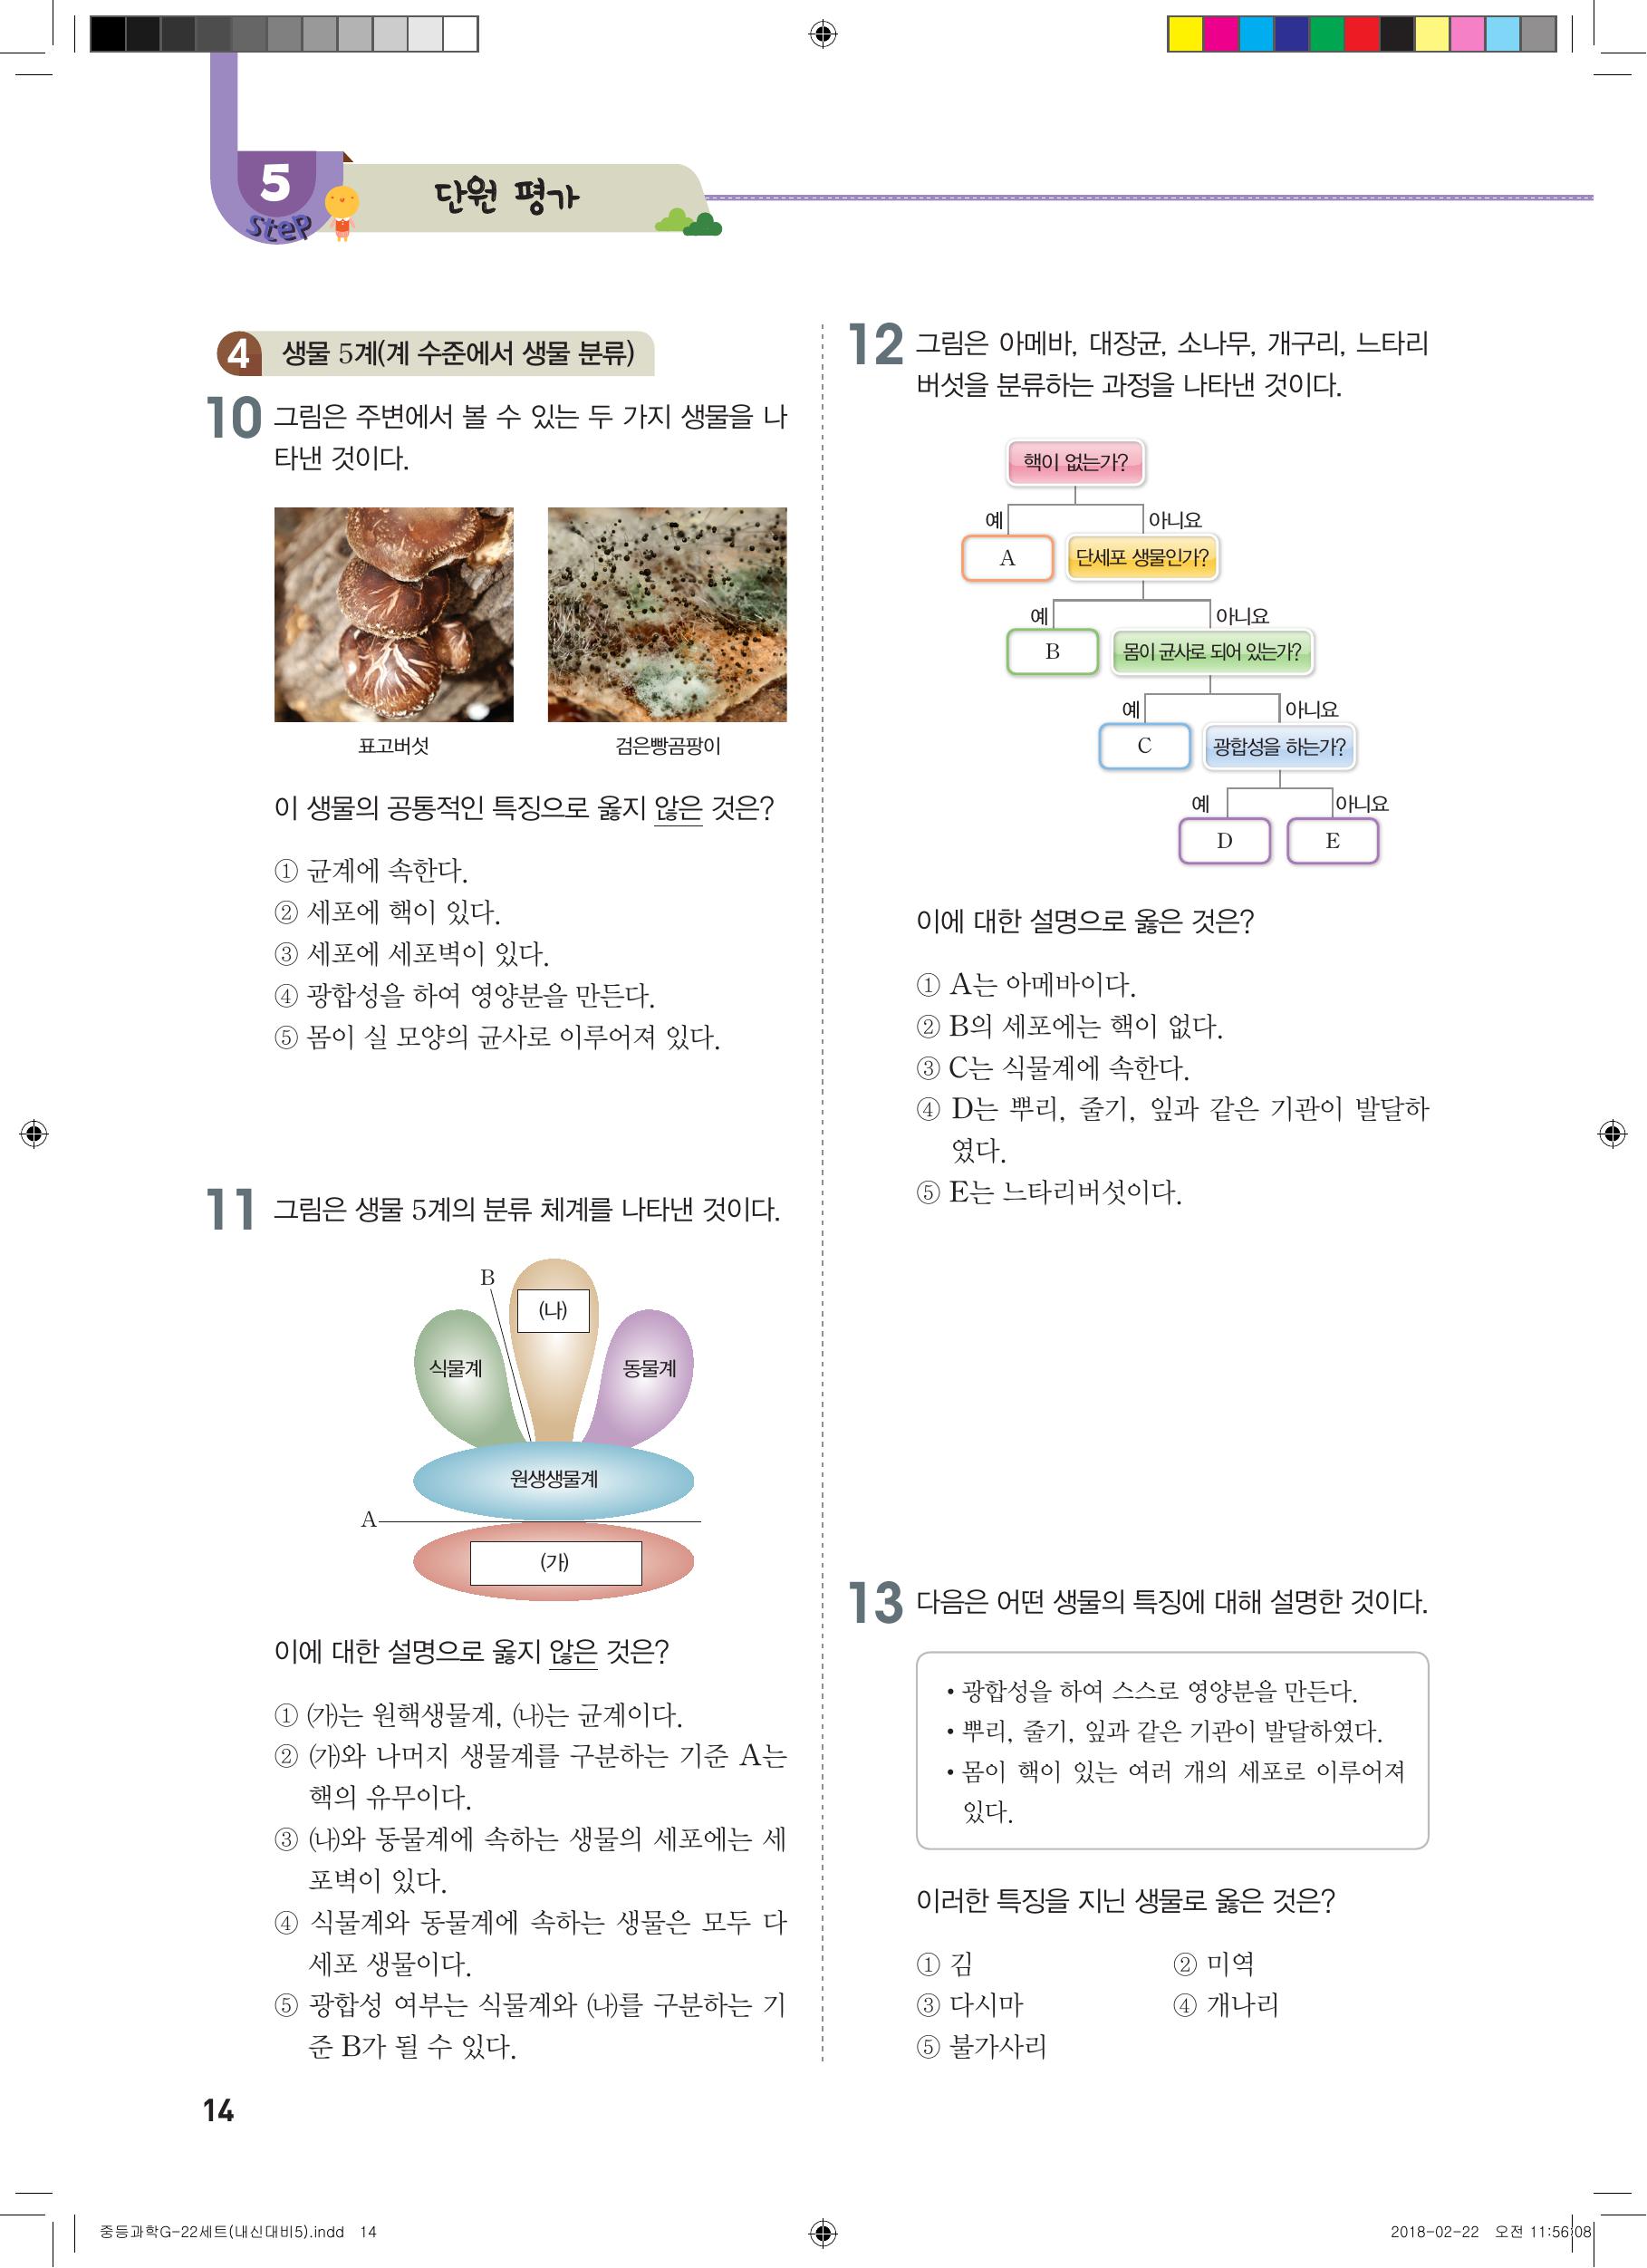 5
Step
단원 평가
4 생물 5계(계 수준에서 생물 분류)
10 그림은 주변에서 볼 수 있는 두 가지 생물을 나
타낸 것이다.
표고버섯
검은빵곰팡이
이 생물의 공통적인 특징으로 옳지 않은 것은?
① 균계에 속한다.
② 세포에 핵이 있다.
③ 세포에 세포벽이 있다.
④ 광합성을 하여 영양분을 만든다.
⑤ 몸이 실 모양의 균사로 이루어져 있다.
11 그림은 생물 5계의 분류 체계를 나타낸 것이다.
B
(나)
식물계
동물계
원생생물계
A
(가)
이에 대한 설명으로 옳지 않은 것은?
① (가)는 원핵생물계, (나)는 균계이다.
② (가)와 나머지 생물계를 구분하는 기준 A는
핵의 유무이다.
③ (나)와 동물계에 속하는 생물의 세포에는 세
포벽이 있다.
④ 식물계와 동물계에 속하는 생물은 모두 다
세포 생물이다.
⑤ 광합성 여부는 식물계와 (나)를 구분하는 기
준 B가 될 수 있다.
12 그림은 아메바, 대장균, 소나무, 개구리, 느타리
버섯을 분류하는 과정을 나타낸 것이다.
핵이 없는가?
예
아니요
A
단세포 생물인가?
예
아니요
B
몸이 균사로 되어 있는가?
예
아니요
C
광합성을 하는가?
예
아니요
D
E
이에 대한 설명으로 옳은 것은?
① A는 아메바이다.
② B의 세포에는 핵이 없다.
③ C는 식물계에 속한다.
④ D는 뿌리, 줄기, 잎과 같은 기관이 발달하
였다.
⑤ E는 느타리버섯이다.
13 다음은 어떤 생물의 특징에 대해 설명한 것이다.
• 광합성을 하여 스스로 영양분을 만든다.
• 뿌리, 줄기, 잎과 같은 기관이 발달하였다.
• 몸이 핵이 있는 여러 개의 세포로 이루어져
있다.
이러한 특징을 지닌 생물로 옳은 것은?
① 김 ② 미역
③ 다시마 ④ 개나리
⑤ 불가사리
14
중등과학G-22세트(내신대비5).indd 14
2018-02-22 오전 11:56:08